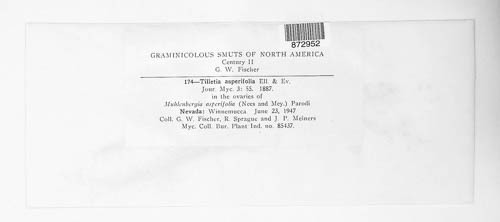 872952
GRAMINICOLOUS SMUTS OF NORTH AMERICA
Century II
G. W. Fischer
174—Tilletia asperifolia Ell. & Ev.
Jour. Myc. 3: 55. 1887.
in the ovaries of
Muhlenbergia asperifolia (Nees and Mey.) Parodi
Nevada: Winnemucca June 23, 1947
Coll. G. W. Fischer, R. Sprague and J. P. Meiners
Myc. Coll. Bur. Plant Ind. no. 85437.